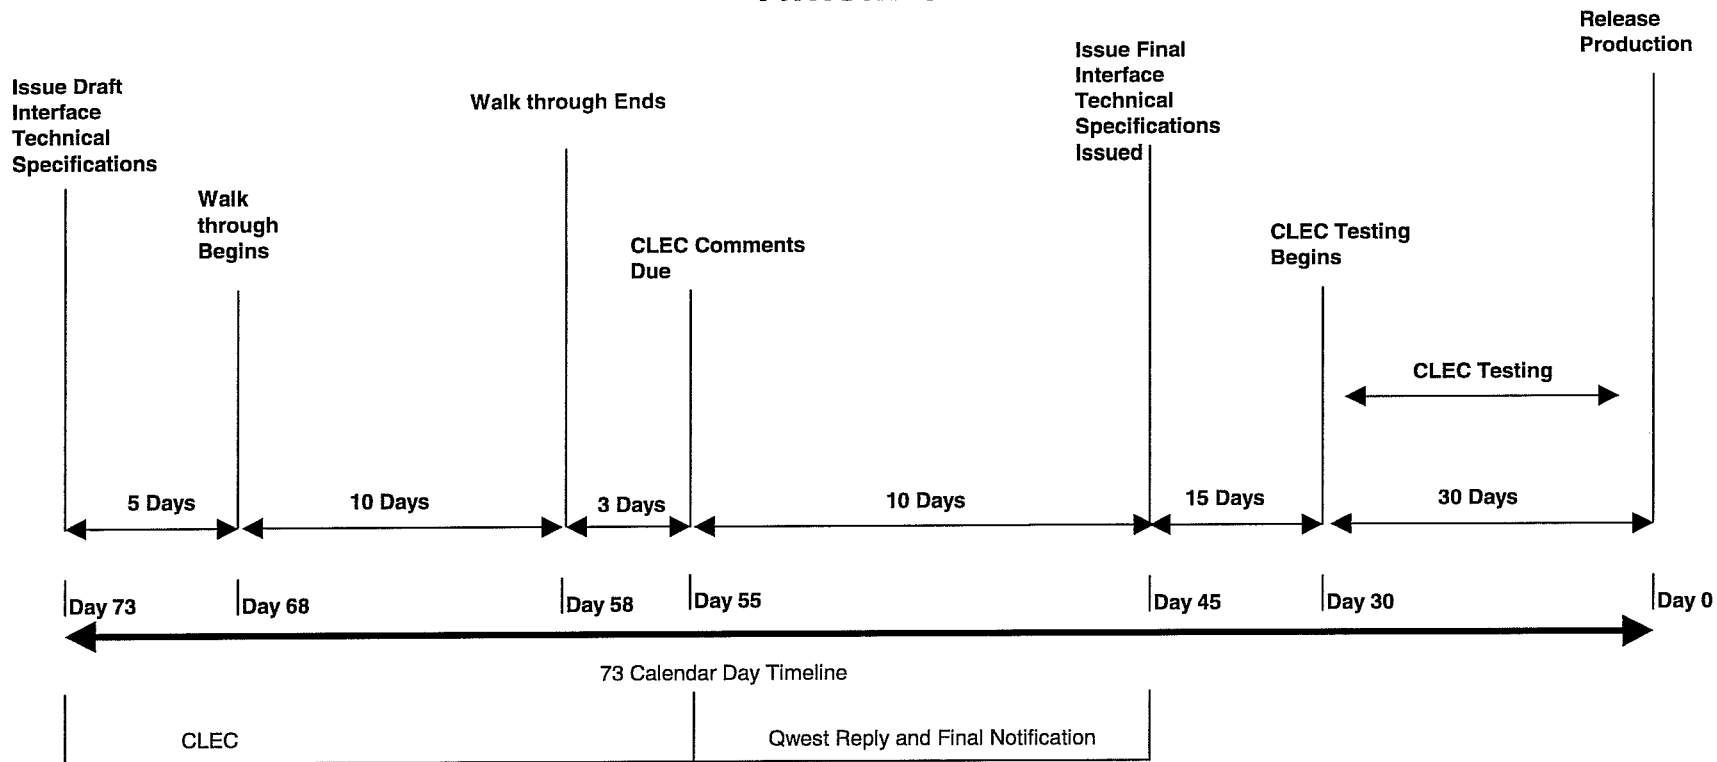 Release
Production
Issue Final
Interface
Technical
Specifications
Issued
Issue Draft
Interface
Technical
Specifications
Walk through Ends
Walk
through
Begins
CLEC Comments
Due
CLEC Testing
Begins
CLEC Testing
5 Days
10 Days
3 Days
10 Days
15 Days
30 Days
Day 73
Day 68
Day 58
Day 55
Day 45
Day 30
Day 0
73 Calendar Day Timeline
CLEC
Qwest Reply and Final Notification